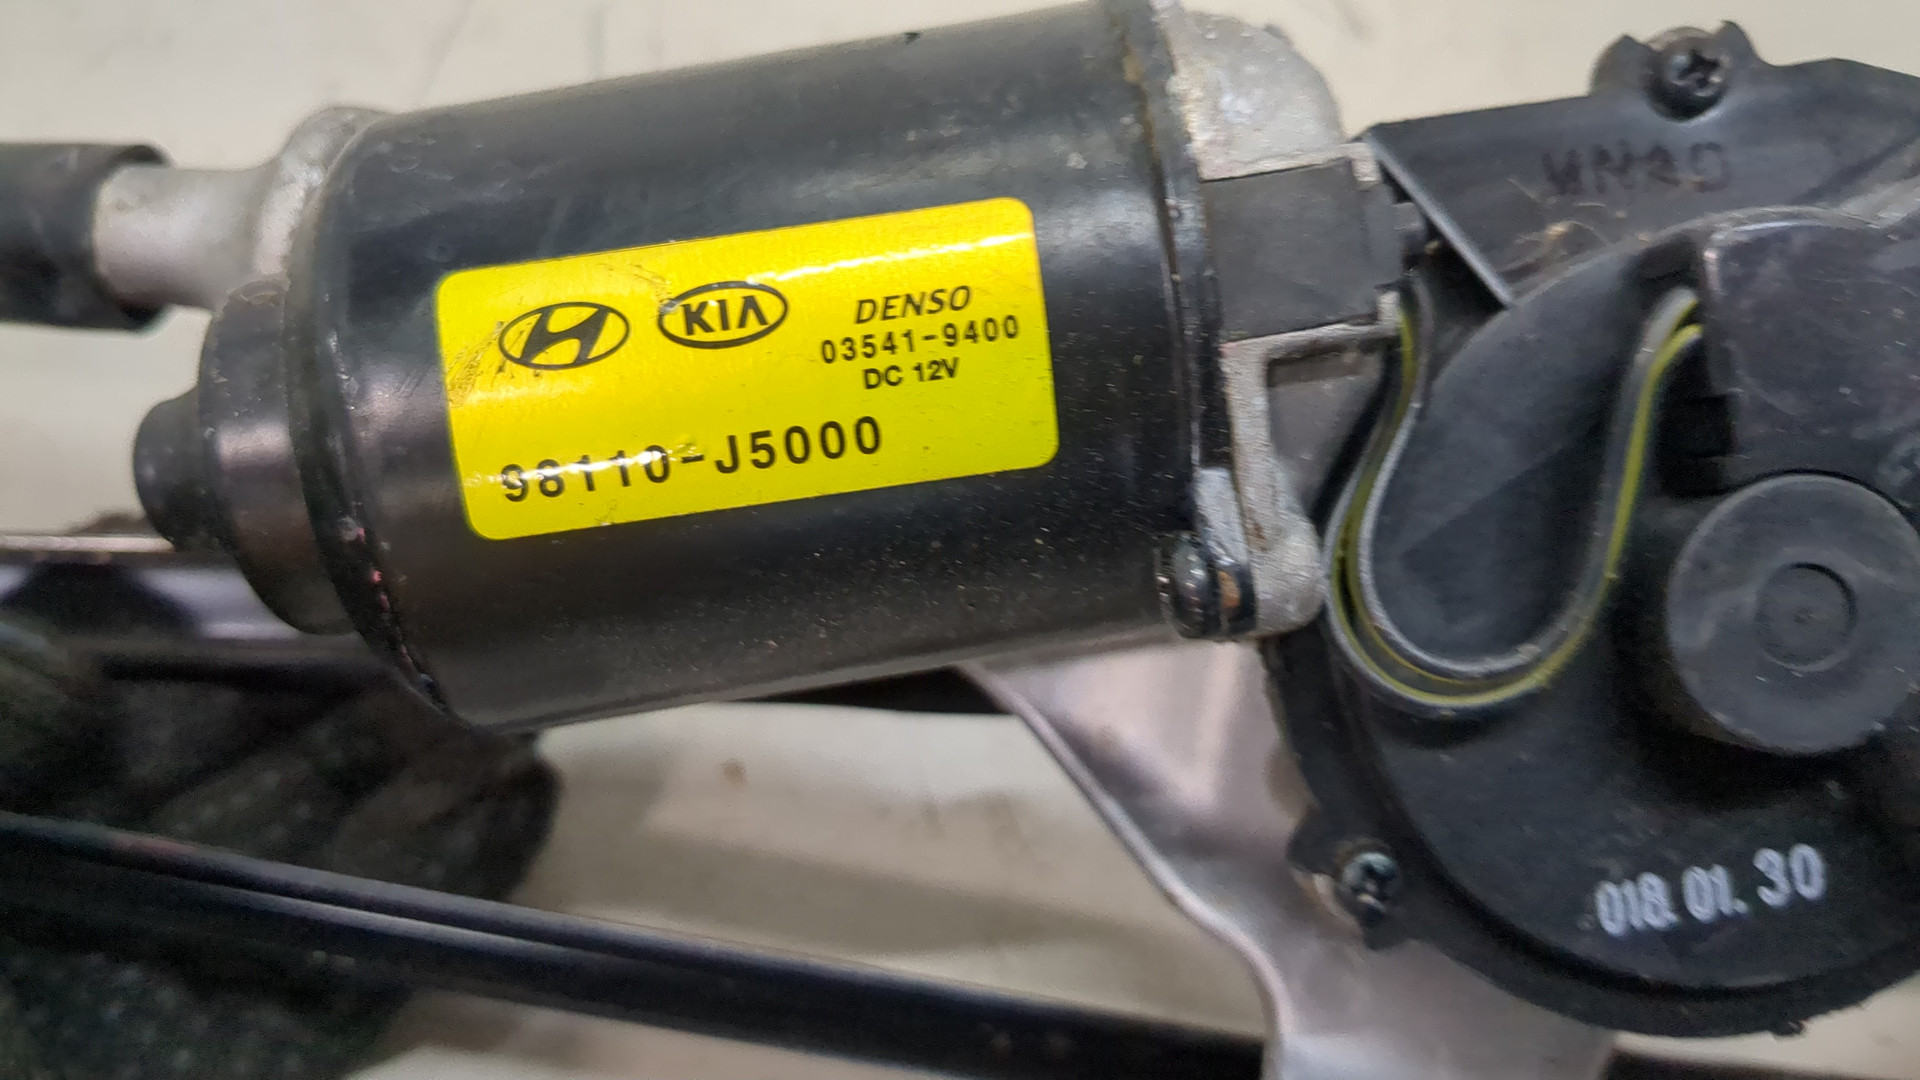 KIA
DENSO
03541-9400
DC 12V
98110-J5000
018.01.30